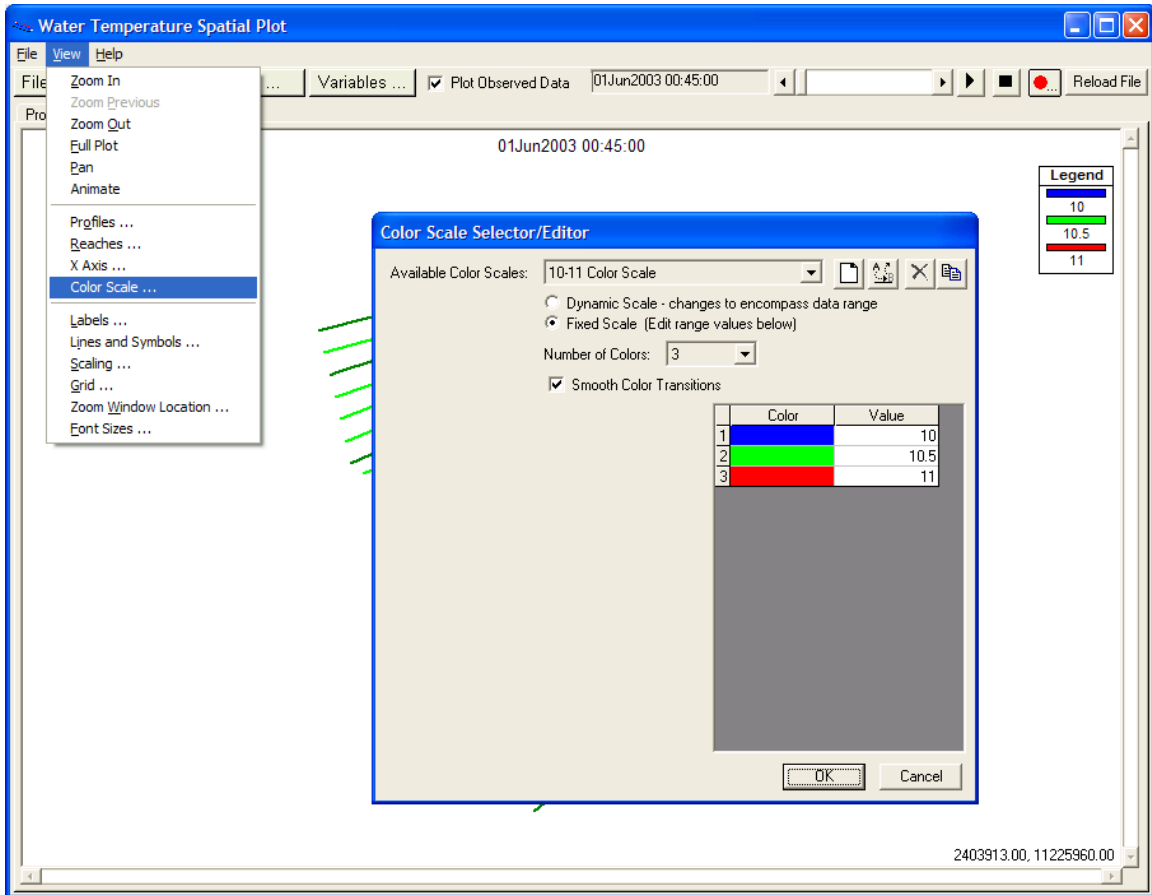 Water Temperature Spatial Plot
File View Help
File ... Variables ... Plot Observed Data 01Jun2003 00:45:00 ... Reload File
Pro
Zoom In
Zoom Previous
Zoom Out
Full Plot
Pan
Animate
Profiles ...
Reaches ...
X Axis ...
Color Scale ...
Labels ...
Lines and Symbols ...
Scaling ...
Grid ...
Zoom Window Location ...
Font Sizes ...
01Jun2003 00:45:00
Legend
10
10.5
11
Color Scale Selector/Editor
Available Color Scales: 10-11 Color Scale
Dynamic Scale - changes to encompass data range
Fixed Scale (Edit range values below)
Number of Colors: 3
Smooth Color Transitions
Color Value
1 10
2 10.5
3 11
OK Cancel
2403913.00, 11225960.00